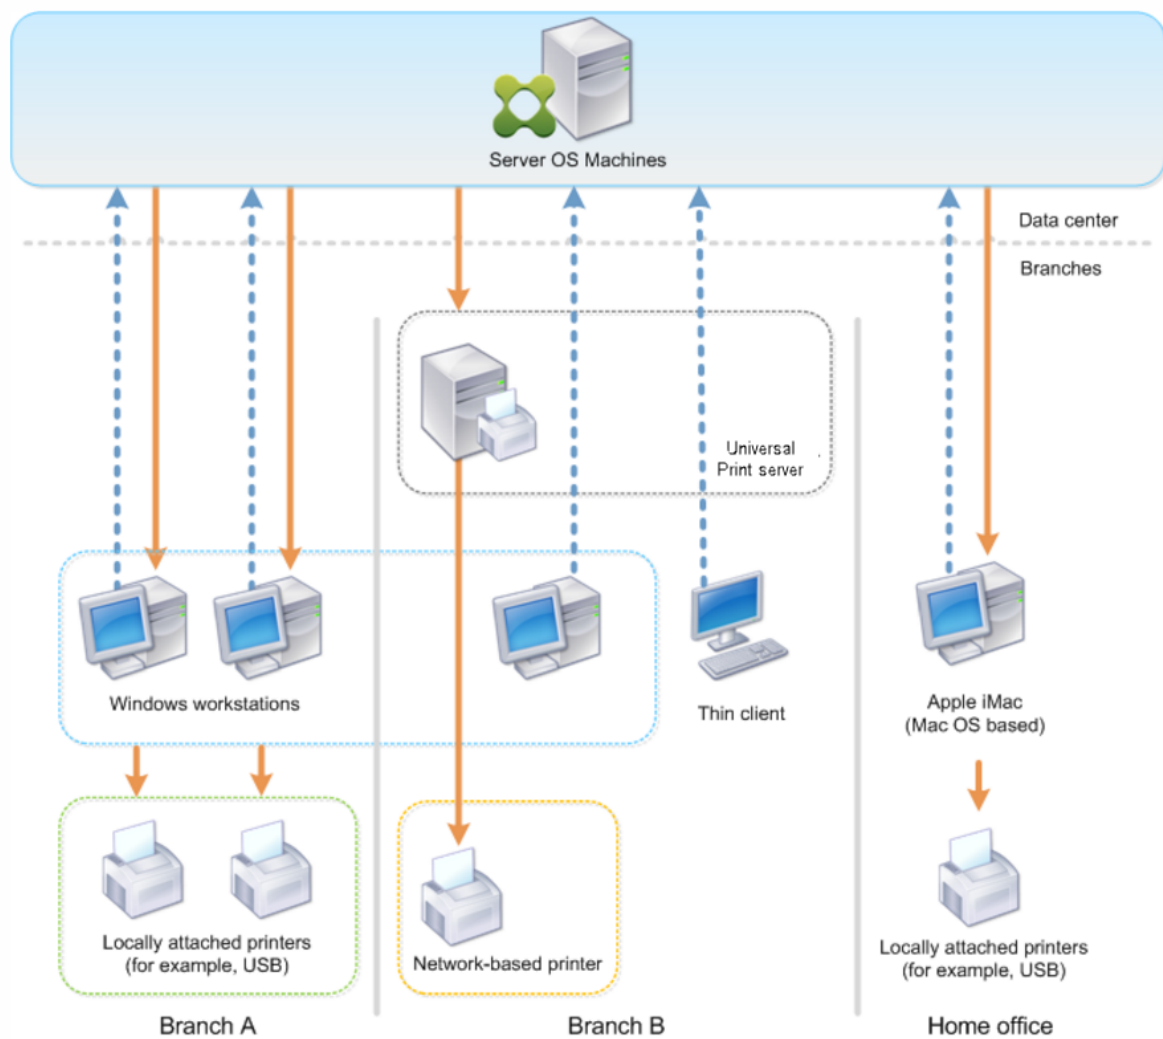 Server OS Machines
Data center
Branches
Universal
Print server
Windows workstations
Thin client
Apple iMac
(Mac OS based)
Locally attached printers
(for example, USB)
Network-based printer
Locally attached printers
(for example, USB)
Branch A
Branch B
Home office